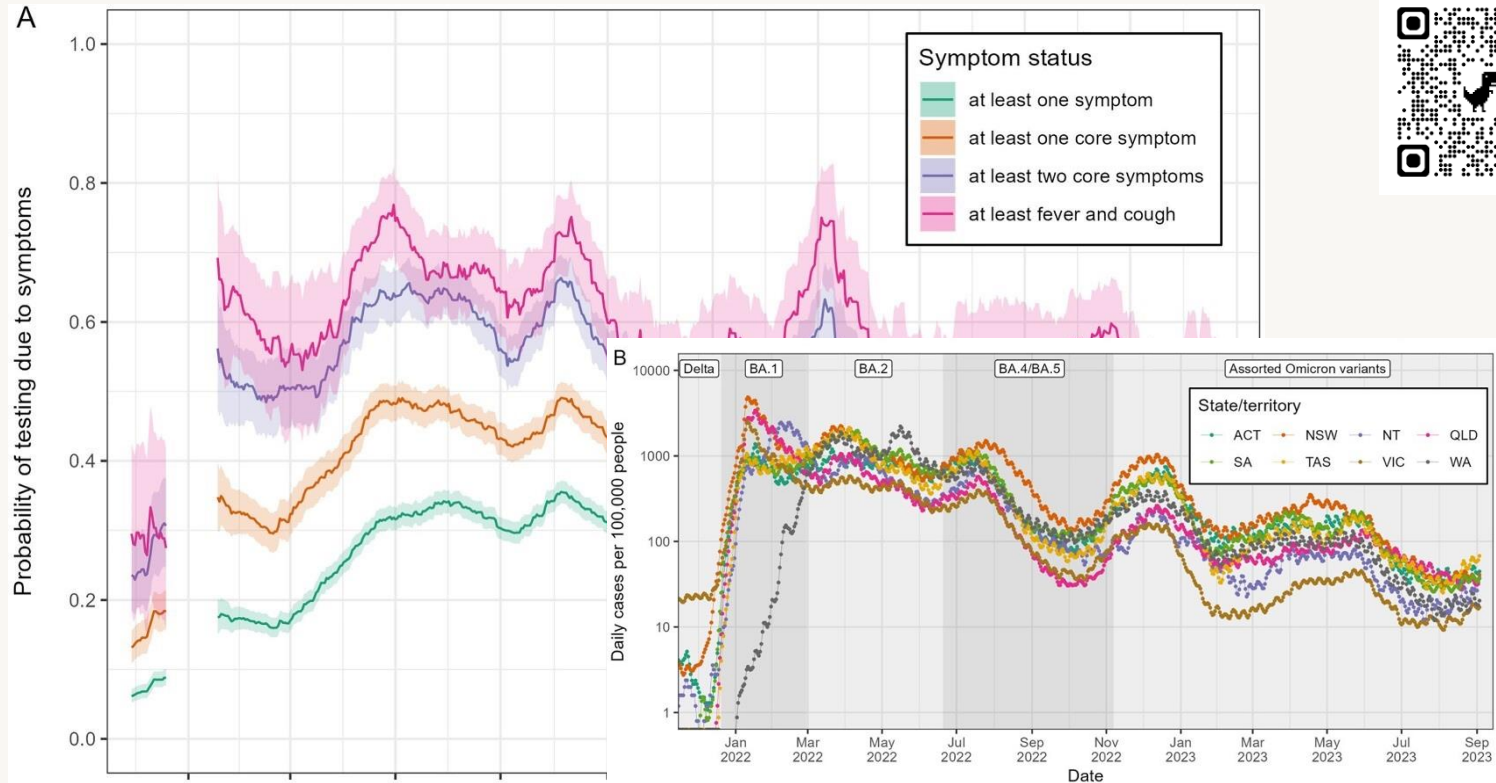 A
Probability of testing due to symptoms
1.0
0.8
0.6
0.4
0.2
0.0
Symptom status
at least one symptom
at least one core symptom
at least two core symptoms
at least fever and cough
B
Daily cases per 100,000 people
10000
1000
100
10
1
Delta
BA.1
BA.2
BA.4/BA.5
Assorted Omicron variants
State/territory
ACT NSW NT QLD
SA TAS VIC WA
Jan Mar May Jul Sep Nov Jan Mar May Jul Sep
2022 2022 2022 2022 2022 2022 2023 2023 2023 2023 2023
Date